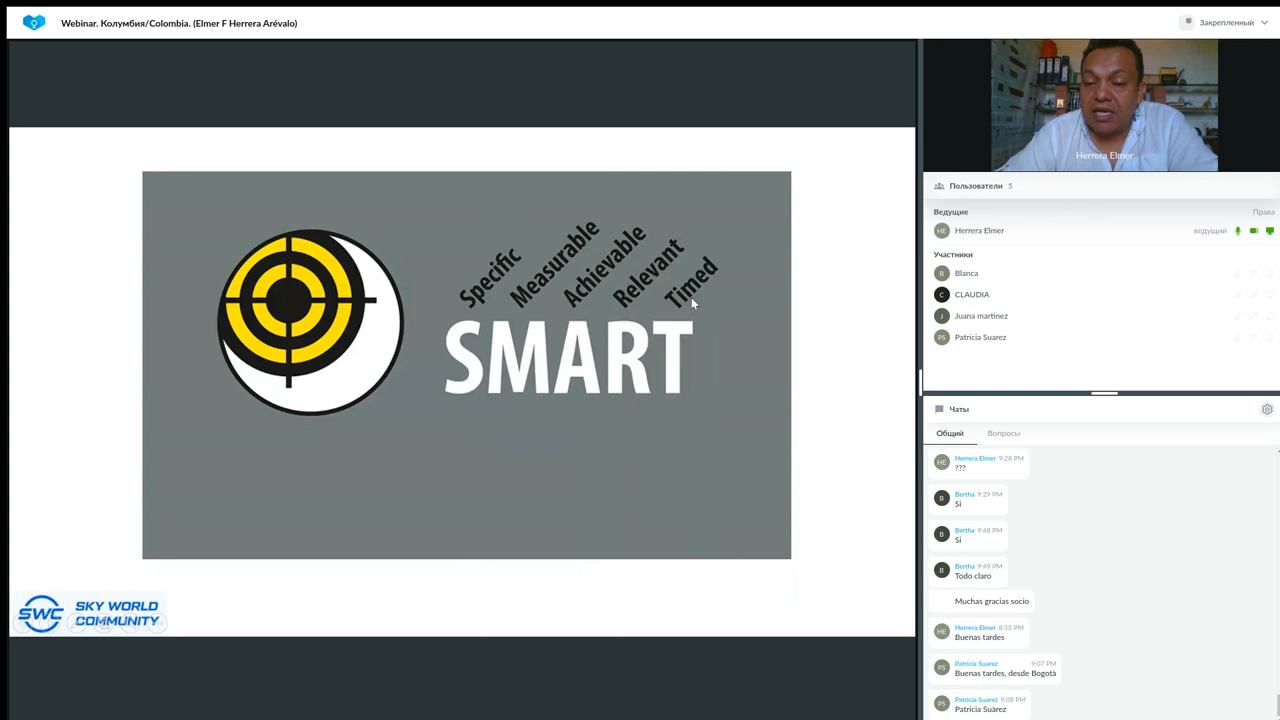 Webinar. Колумбия/Colombia. (Elmer F Herrera Arévalo)
Закрепленный
Specific
Measurable
Achievable
Relevant
Timed
SMART
SWC SKY WORLD
COMMUNITY
Herrera Elmer
Пользователи 5
Ведущие Права
HE Herrera Elmer ведущий
Участники
B Blanca
C CLAUDIA
J Juana martinez
PS Patricia Suarez
Чаты
Общий Вопросы
HE Herrera Elmer 9:28 PM
???
B Bertha 9:29 PM
Si
B Bertha 9:48 PM
Si
B Bertha 9:49 PM
Todo claro
Muchas gracias socio
HE Herrera Elmer 8:55 PM
Buenas tardes
PS Patricia Suarez 9:07 PM
Buenas tardes, desde Bogotà
PS Patricia Suarez 9:08 PM
Patricia Suàrez